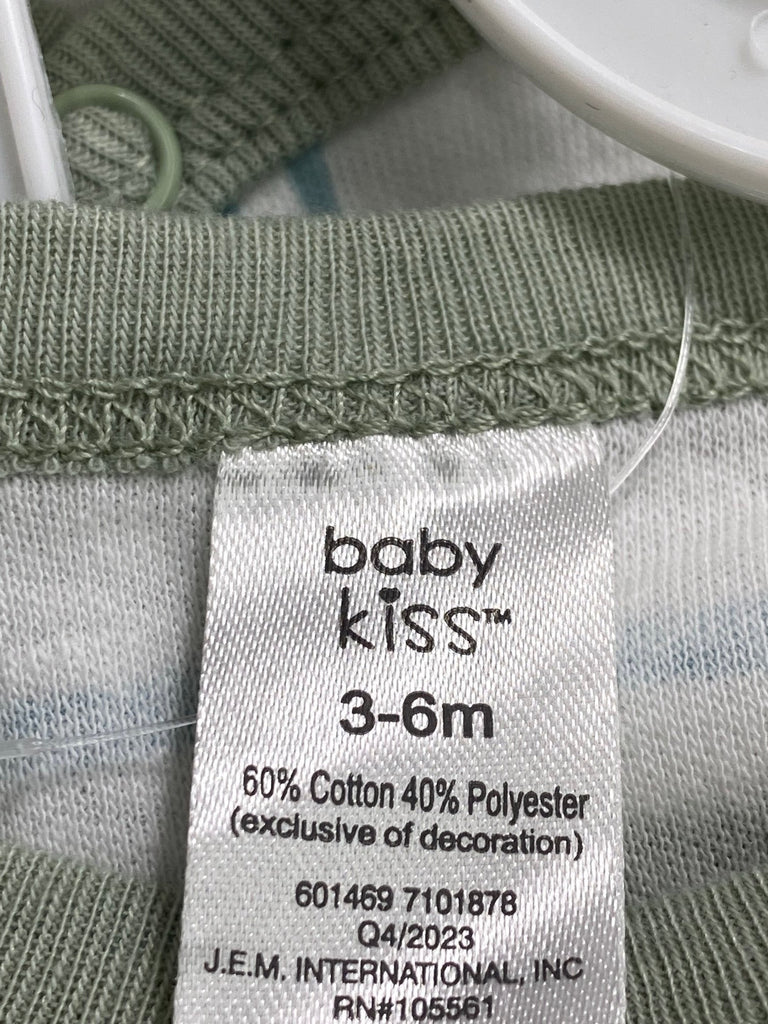 baby
kiss™
3-6m
60% Cotton 40% Polyester
(exclusive of decoration)
601469 7101878
Q4/2023
J.E.M. INTERNATIONAL, INC
RN#105561